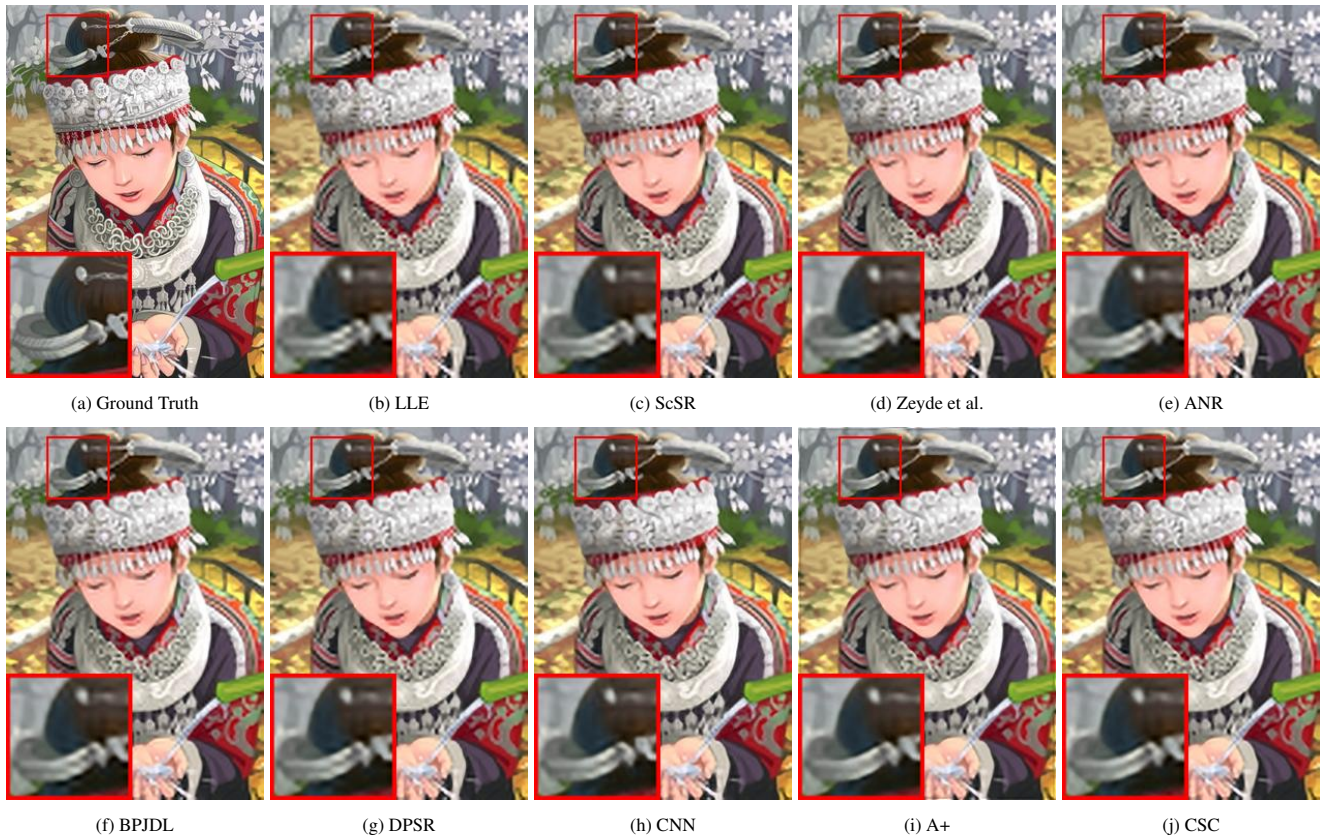 (a) Ground Truth
(b) LLE
(c) ScSR
(d) Zeyde et al.
(e) ANR
(f) BPJDL
(g) DPSR
(h) CNN
(i) A+
(j) CSC